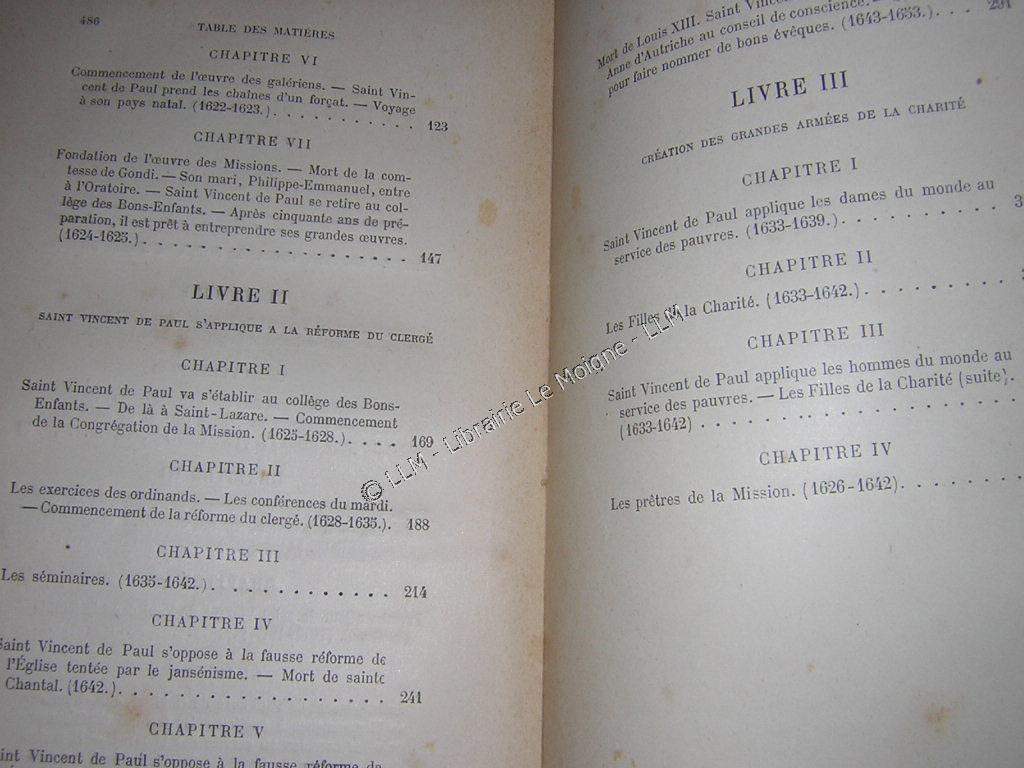 486
TABLE DES MATIÈRES
CHAPITRE VI
Commencement de l'œuvre des galériens. — Saint Vin-
cent de Paul prend les chaînes d'un forçat. — Voyage
à son pays natal. (1622-1623.) . . . . . . . . . . . 123
CHAPITRE VII
Fondation de l'œuvre des Missions. — Mort de la com-
tesse de Gondi. — Son mari, Philippe-Emmanuel, entre
à l'Oratoire. — Saint Vincent de Paul se retire au col-
lège des Bons-Enfants. — Après cinquante ans de pré-
paration, il est prêt à entreprendre ses grandes œuvres.
(1624-1625.) . . . . . . . . . . . . . . . . . . 147
LIVRE II
SAINT VINCENT DE PAUL S'APPLIQUE A LA RÉFORME DU CLERGÉ
CHAPITRE I
Saint Vincent de Paul va s'établir au collège des Bons-
Enfants. — De là à Saint-Lazare. — Commencement
de la Congrégation de la Mission. (1625-1628.) . . . . 169
CHAPITRE II
Les exercices des ordinands. — Les conférences du mardi.
— Commencement de la réforme du clergé. (1628-1635.) . 188
CHAPITRE III
Les séminaires. (1635-1642.) . . . . . . . . . . . . . 214
CHAPITRE IV
Saint Vincent de Paul s'oppose à la fausse réforme de
l'Église tentée par le jansénisme. — Mort de sainte
Chantal. (1642.) . . . . . . . . . . . . . . . . . 241
CHAPITRE V
Saint Vincent de Paul s'oppose à la fausse réforme de
Mort de Louis XIII. Saint
Anne d'Autriche au conseil de conscience.
pour faire nommer de bons évêques. (1643-1653.) . . . 291
LIVRE III
CRÉATION DES GRANDES ARMÉES DE LA CHARITÉ
CHAPITRE I
Saint Vincent de Paul applique les dames du monde au
service des pauvres. (1633-1639.) . . . . . . . . . . 3
CHAPITRE II
Les Filles de la Charité. (1633-1642.) . . . . . . . . .
CHAPITRE III
Saint Vincent de Paul applique les hommes du monde au
service des pauvres. — Les Filles de la Charité (suite).
(1633-1642) . . . . . . . . . . . . . . . . . .
CHAPITRE IV
Les prêtres de la Mission. (1626-1642) . . . . . . . .
© LLM - Librairie Le Moigne - LLM